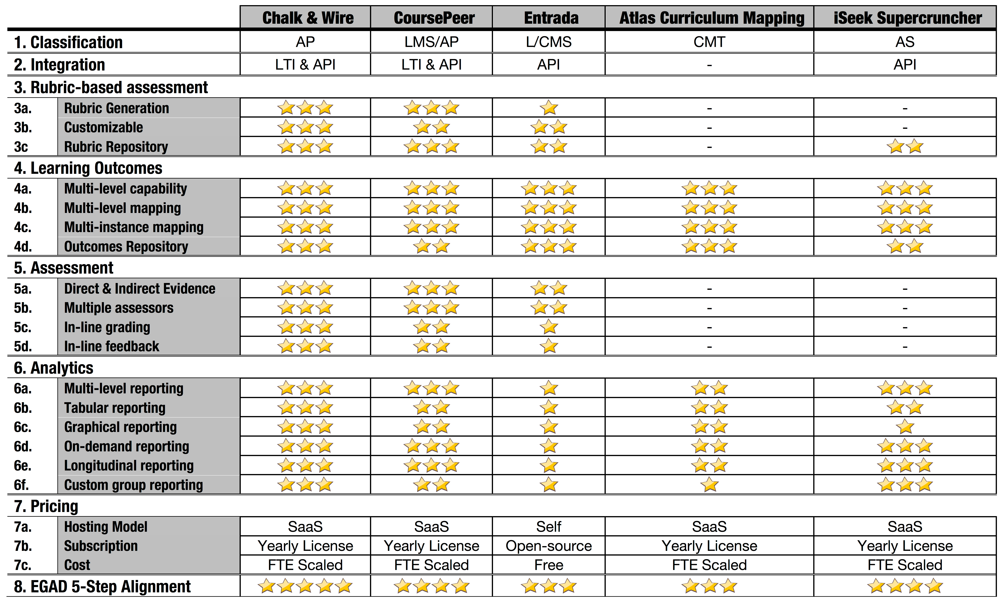 Chalk & Wire CoursePeer Entrada Atlas Curriculum Mapping iSeek Supercruncher
1. Classification AP LMS/AP L/CMS CMT AS
2. Integration LTI & API LTI & API API - API
3. Rubric-based assessment
3a. Rubric Generation - -
3b. Customizable - -
3c Rubric Repository -
4. Learning Outcomes
4a. Multi-level capability
4b. Multi-level mapping
4c. Multi-instance mapping
4d. Outcomes Repository
5. Assessment
5a. Direct & Indirect Evidence - -
5b. Multiple assessors - -
5c. In-line grading - -
5d. In-line feedback - -
6. Analytics
6a. Multi-level reporting
6b. Tabular reporting
6c. Graphical reporting
6d. On-demand reporting
6e. Longitudinal reporting
6f. Custom group reporting
7. Pricing
7a. Hosting Model SaaS SaaS Self SaaS SaaS
7b. Subscription Yearly License Yearly License Open-source Yearly License Yearly License
7c. Cost FTE Scaled FTE Scaled Free FTE Scaled FTE Scaled
8. EGAD 5-Step Alignment